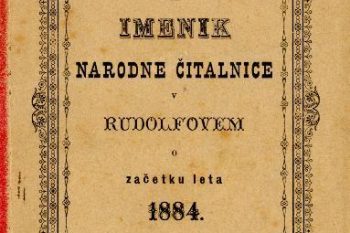 IMENIK
NARODNE ČITALNICE
v
RUDOLFOVEM
o
začetku leta
1884.